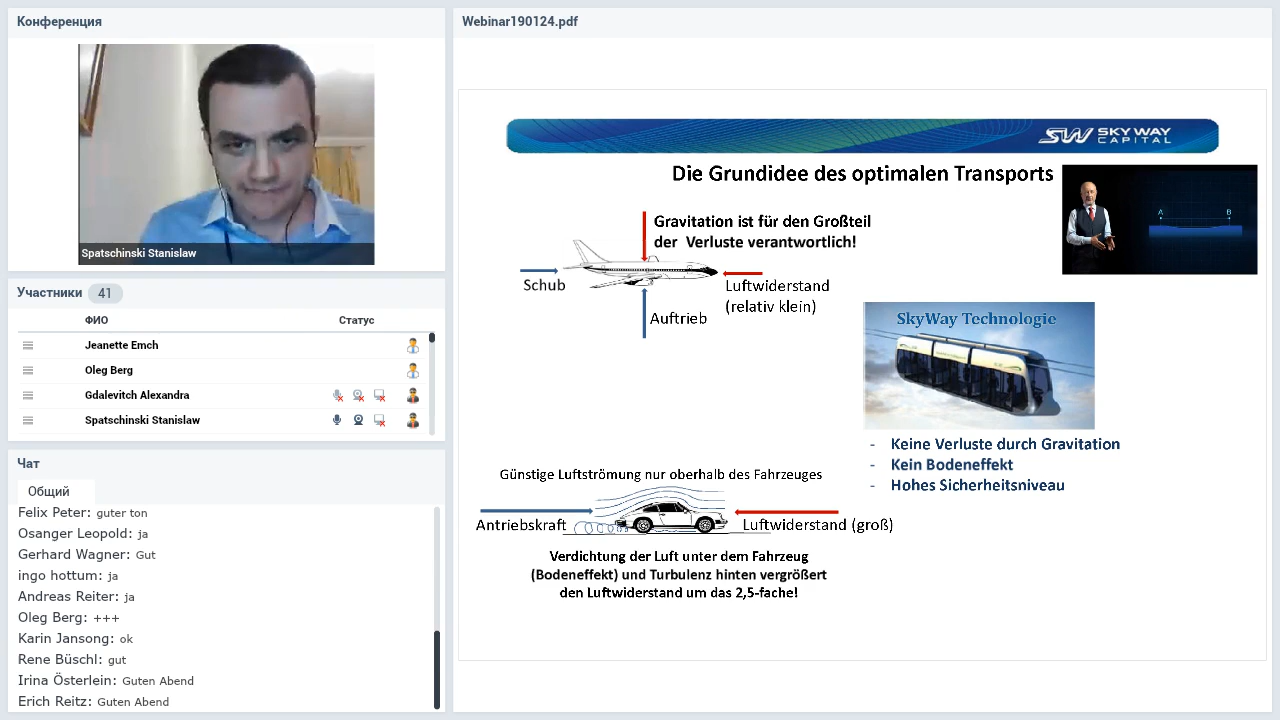 Конференция
Spatschinski Stanislaw
Участники 41
ФИО Статус
Jeanette Emch
Oleg Berg
Gdalevitch Alexandra
Spatschinski Stanislaw
Чат
Общий
Felix Peter: guter ton
Osanger Leopold: ja
Gerhard Wagner: Gut
ingo hottum: ja
Andreas Reiter: ja
Oleg Berg: +++
Karin Jansong: ok
Rene Büschl: gut
Irina Österlein: Guten Abend
Erich Reitz: Guten Abend
Webinar190124.pdf
SW SKY WAY
CAPITAL
Die Grundidee des optimalen Transports
A B
Gravitation ist für den Großteil
der Verluste verantwortlich!
Schub
Luftwiderstand
(relativ klein)
Auftrieb
SkyWay Technologie
- Keine Verluste durch Gravitation
- Kein Bodeneffekt
- Hohes Sicherheitsniveau
Günstige Luftströmung nur oberhalb des Fahrzeuges
Antriebskraft
Luftwiderstand (groß)
Verdichtung der Luft unter dem Fahrzeug
(Bodeneffekt) und Turbulenz hinten vergrößert
den Luftwiderstand um das 2,5-fache!